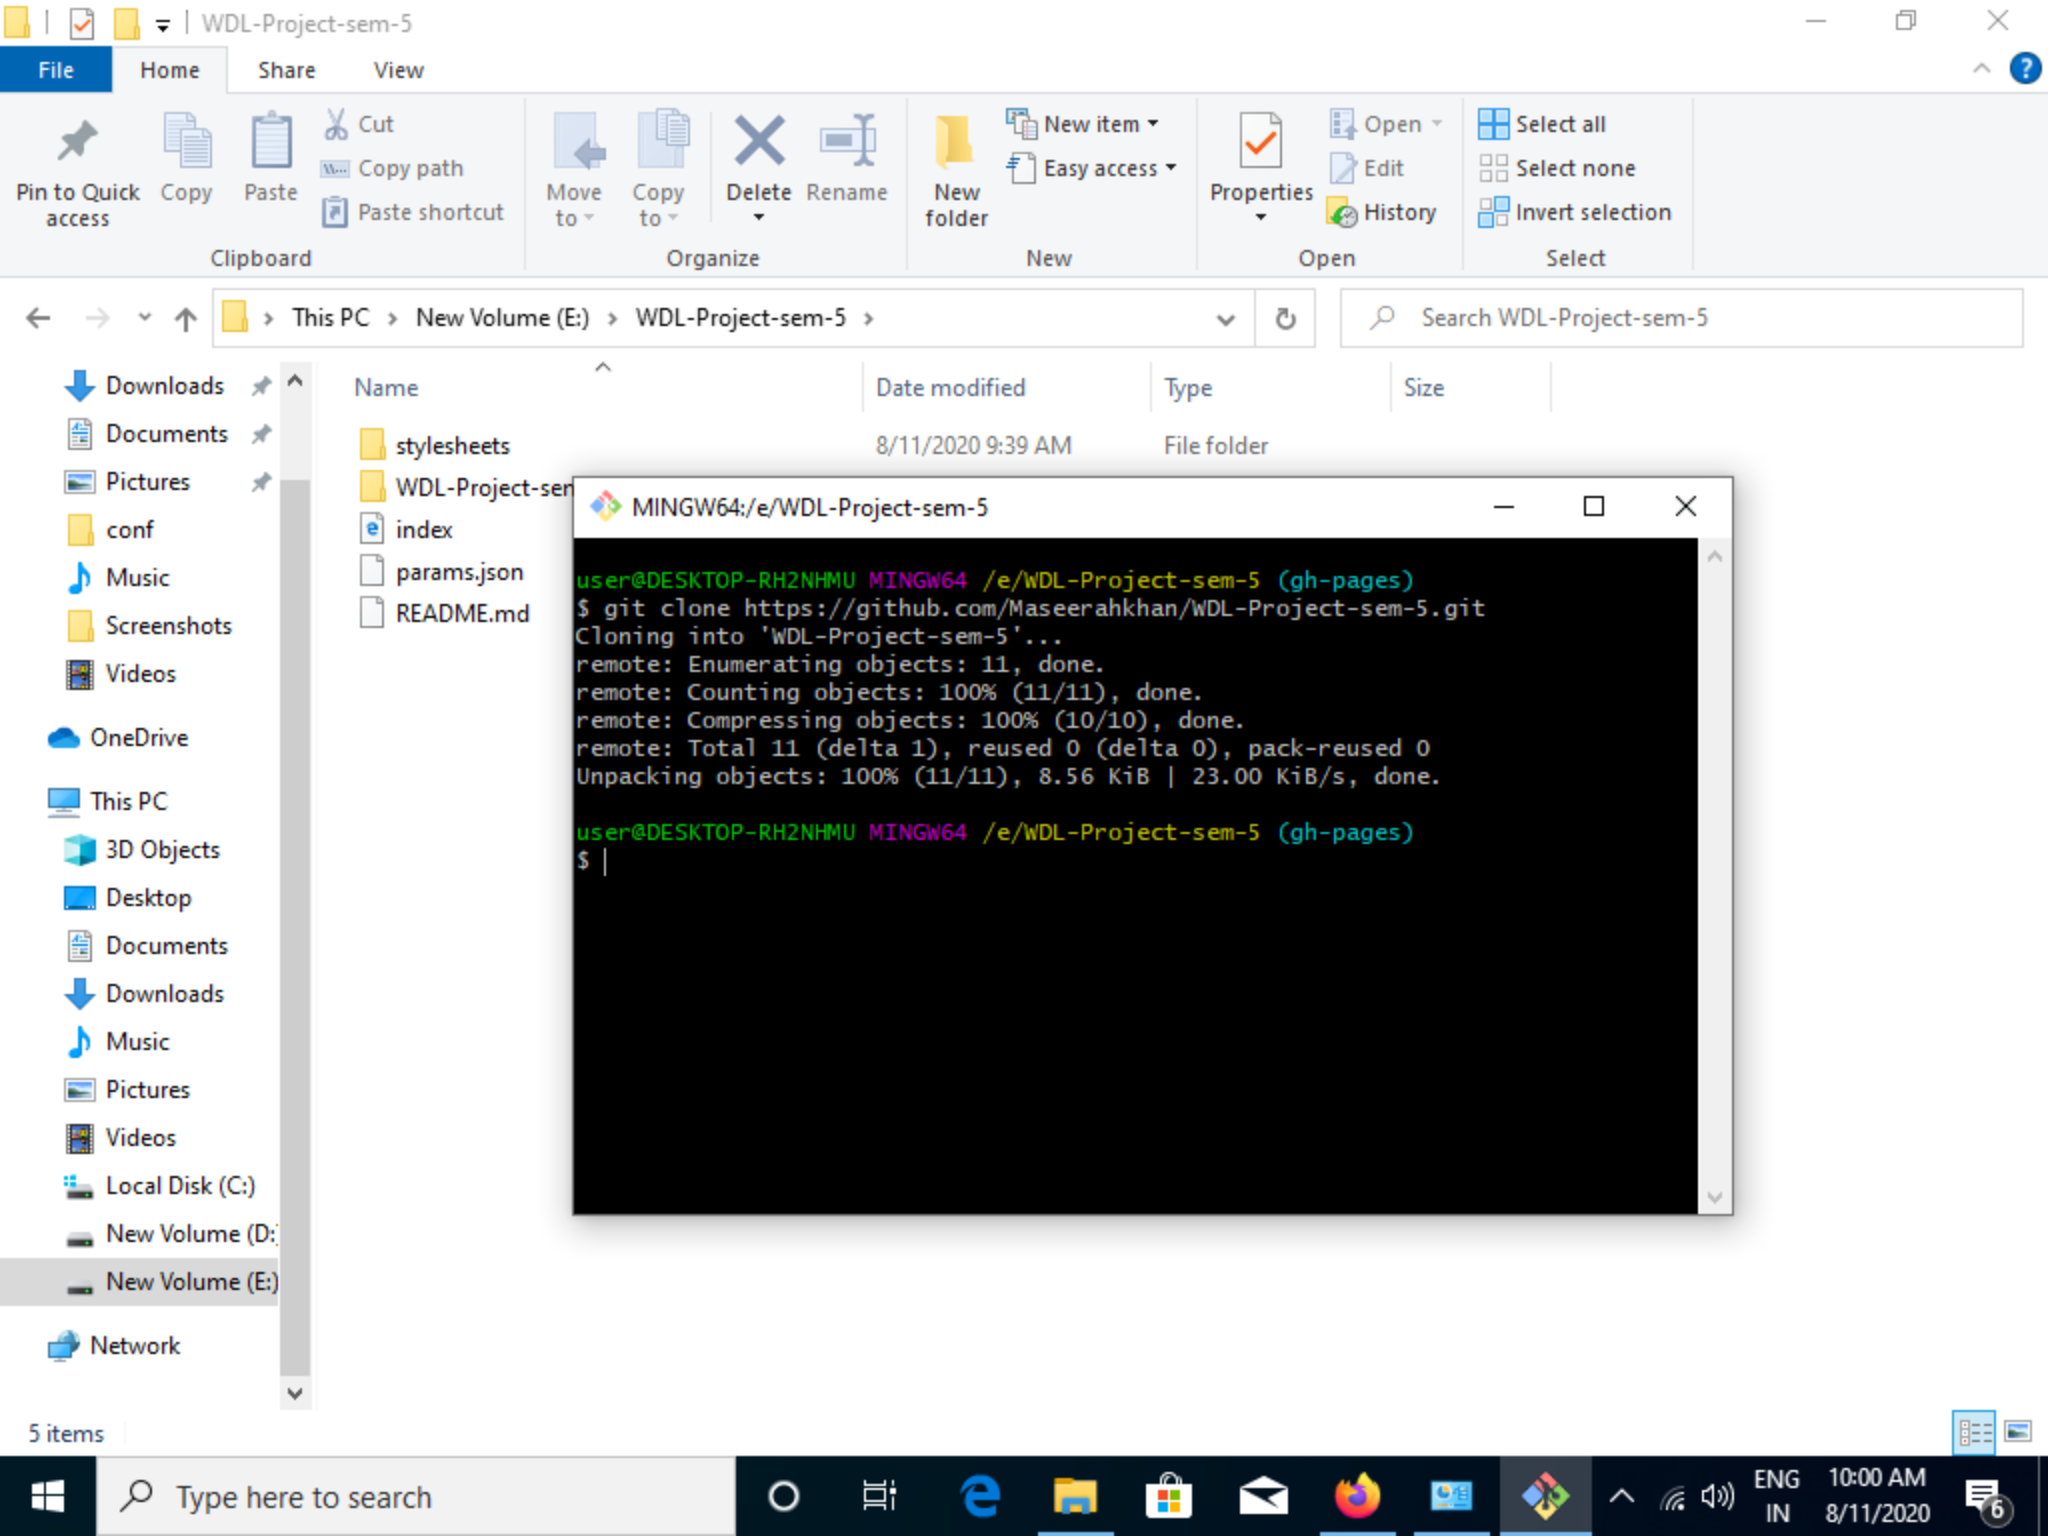 WDL-Project-sem-5
File Home Share View
Pin to Quick access
Copy
Paste
Cut
Copy path
Paste shortcut
Clipboard
Move to
Copy to
Delete
Rename
Organize
New folder
New item
Easy access
New
Properties
Open
Edit
History
Open
Select all
Select none
Invert selection
Select
This PC > New Volume (E:) > WDL-Project-sem-5 >
Search WDL-Project-sem-5
Downloads
Documents
Pictures
conf
Music
Screenshots
Videos
OneDrive
This PC
3D Objects
Desktop
Documents
Downloads
Music
Pictures
Videos
Local Disk (C:)
New Volume (D:
New Volume (E:)
Network
Name Date modified Type Size
stylesheets 8/11/2020 9:39 AM File folder
WDL-Project-sem
index
params.json
README.md
MINGW64:/e/WDL-Project-sem-5
user@DESKTOP-RH2NHMU MINGW64 /e/WDL-Project-sem-5 (gh-pages)
$ git clone https://github.com/Maseerahkhan/WDL-Project-sem-5.git
Cloning into 'WDL-Project-sem-5'...
remote: Enumerating objects: 11, done.
remote: Counting objects: 100% (11/11), done.
remote: Compressing objects: 100% (10/10), done.
remote: Total 11 (delta 1), reused 0 (delta 0), pack-reused 0
Unpacking objects: 100% (11/11), 8.56 KiB | 23.00 KiB/s, done.
user@DESKTOP-RH2NHMU MINGW64 /e/WDL-Project-sem-5 (gh-pages)
$
5 items
Type here to search
ENG
IN
10:00 AM
8/11/2020
6